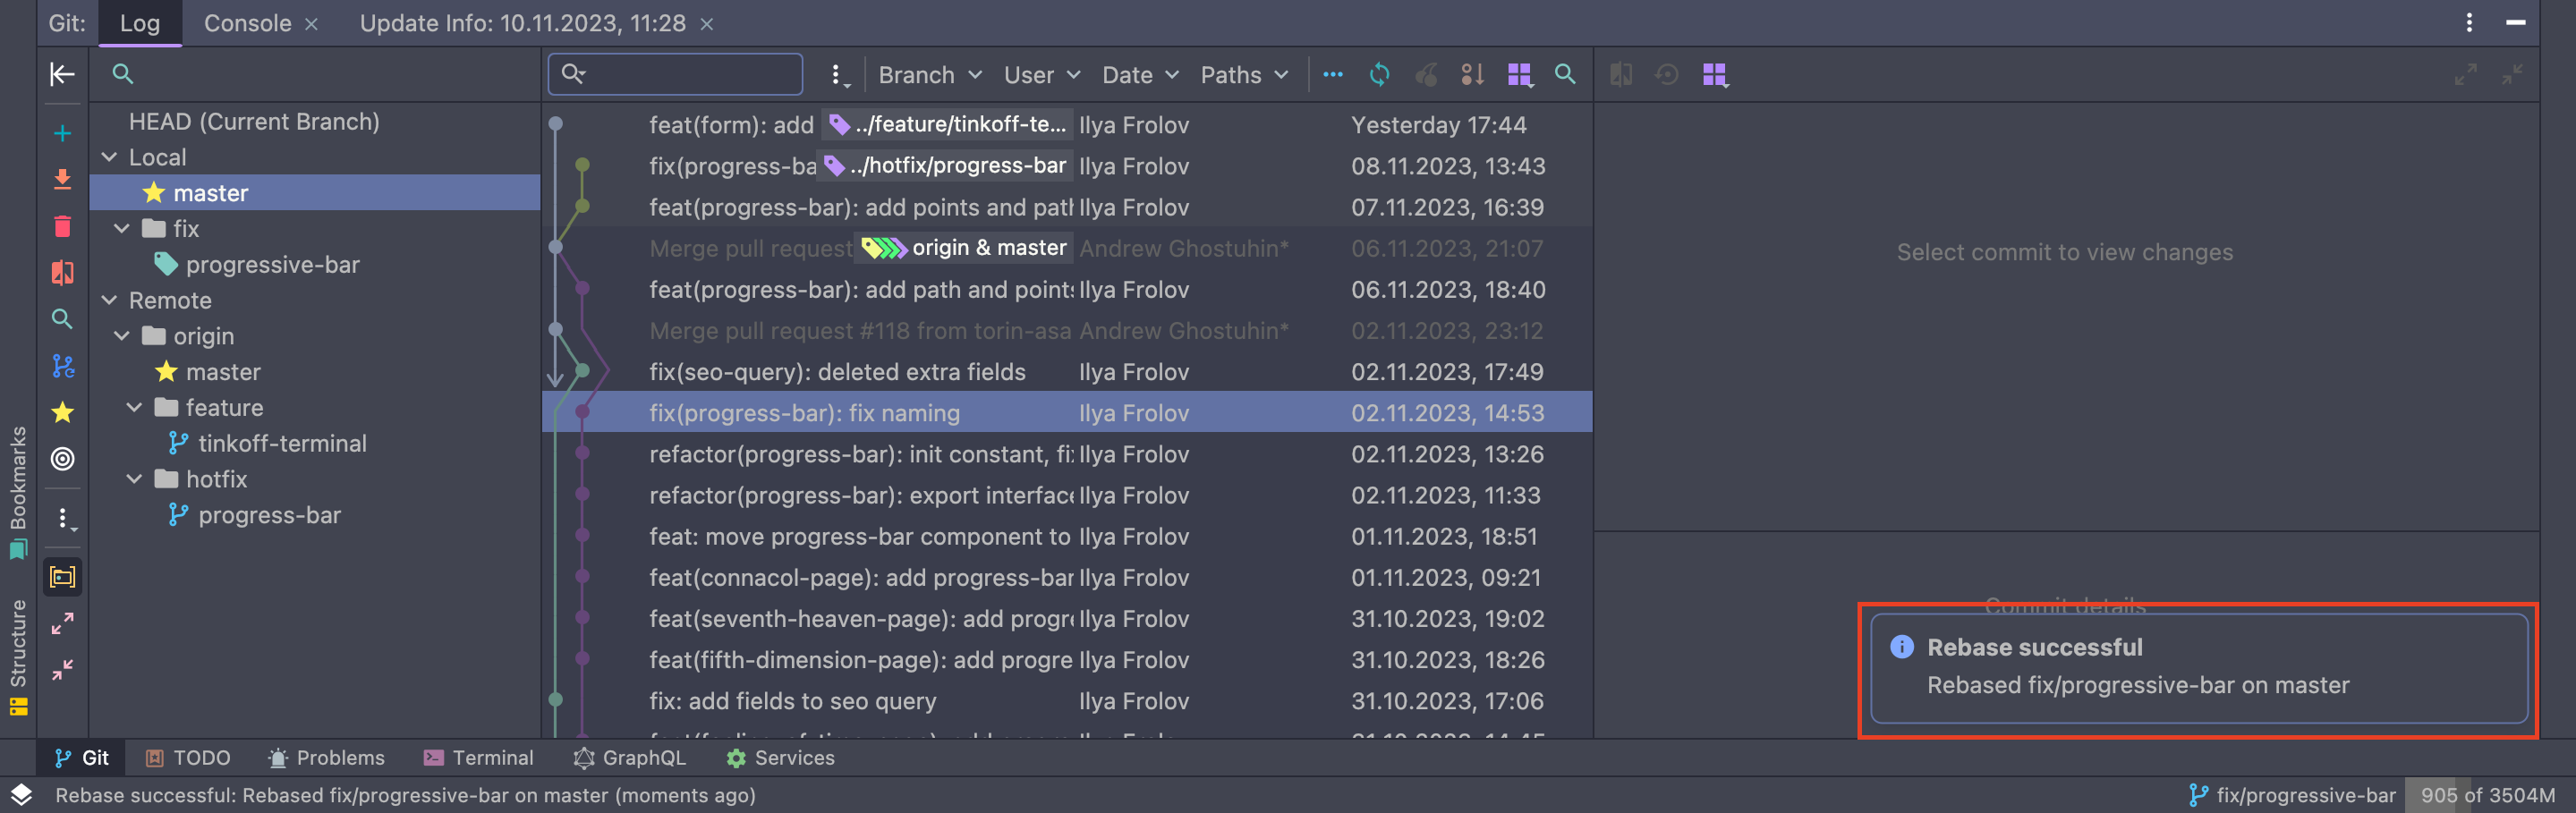 Git: Log Console × Update Info: 10.11.2023, 11:28 ×
Branch User Date Paths
HEAD (Current Branch)
Local
master
fix
progressive-bar
Remote
origin
master
feature
tinkoff-terminal
hotfix
progress-bar
feat(form): add ../feature/tinkoff-te... Ilya Frolov Yesterday 17:44
fix(progress-ba ../hotfix/progress-bar Ilya Frolov 08.11.2023, 13:43
feat(progress-bar): add points and path Ilya Frolov 07.11.2023, 16:39
Merge pull request origin & master Andrew Ghostuhin* 06.11.2023, 21:07
feat(progress-bar): add path and points Ilya Frolov 06.11.2023, 18:40
Merge pull request #118 from torin-asa Andrew Ghostuhin* 02.11.2023, 23:12
fix(seo-query): deleted extra fields Ilya Frolov 02.11.2023, 17:49
fix(progress-bar): fix naming Ilya Frolov 02.11.2023, 14:53
refactor(progress-bar): init constant, fix Ilya Frolov 02.11.2023, 13:26
refactor(progress-bar): export interface Ilya Frolov 02.11.2023, 11:33
feat: move progress-bar component to Ilya Frolov 01.11.2023, 18:51
feat(connacol-page): add progress-bar Ilya Frolov 01.11.2023, 09:21
feat(seventh-heaven-page): add progr Ilya Frolov 31.10.2023, 19:02
feat(fifth-dimension-page): add progre Ilya Frolov 31.10.2023, 18:26
fix: add fields to seo query Ilya Frolov 31.10.2023, 17:06
Select commit to view changes
Commit details
Rebase successful
Rebased fix/progressive-bar on master
Bookmarks
Structure
Git TODO Problems Terminal GraphQL Services
Rebase successful: Rebased fix/progressive-bar on master (moments ago)
fix/progressive-bar 905 of 3504M